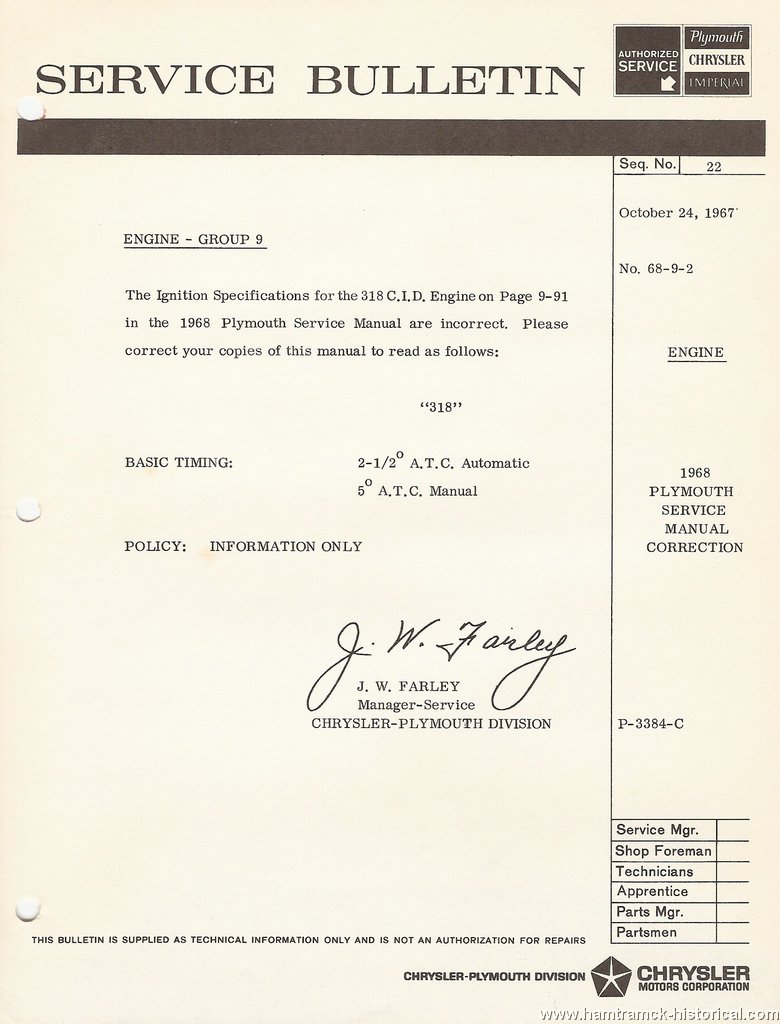 SERVICE BULLETIN
AUTHORIZED
SERVICE
Plymouth
CHRYSLER
IMPERIAL
Seq. No. 22
October 24, 1967
No. 68-9-2
ENGINE
1968
PLYMOUTH
SERVICE
MANUAL
CORRECTION
ENGINE - GROUP 9
The Ignition Specifications for the 318 C.I.D. Engine on Page 9-91
in the 1968 Plymouth Service Manual are incorrect. Please
correct your copies of this manual to read as follows:
“318”
BASIC TIMING: 2-1/2° A.T.C. Automatic
5° A.T.C. Manual
POLICY: INFORMATION ONLY
J. W. Farley
J. W. FARLEY
Manager-Service
CHRYSLER-PLYMOUTH DIVISION
P-3384-C
Service Mgr.
Shop Foreman
Technicians
Apprentice
Parts Mgr.
Partsmen
THIS BULLETIN IS SUPPLIED AS TECHNICAL INFORMATION ONLY AND IS NOT AN AUTHORIZATION FOR REPAIRS
CHRYSLER-PLYMOUTH DIVISION
CHRYSLER
MOTORS CORPORATION
www.hamtramck-historical.com